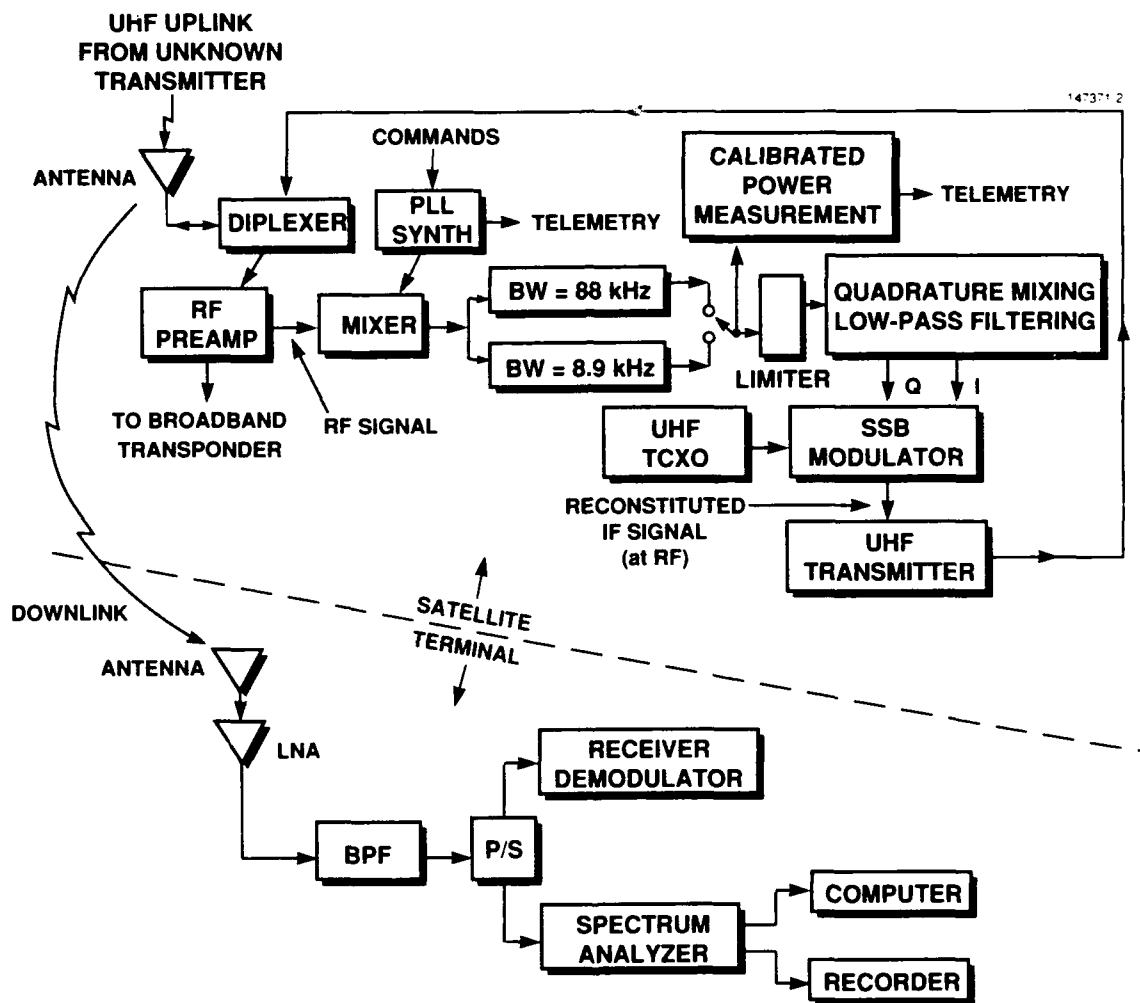 UHF UPLINK
FROM UNKNOWN
TRANSMITTER
147371 2
COMMANDS
ANTENNA
CALIBRATED
POWER
MEASUREMENT
TELEMETRY
DIPLEXER
PLL
SYNTH
TELEMETRY
RF
PREAMP
MIXER
BW = 88 kHz
BW = 8.9 kHz
QUADRATURE MIXING
LOW-PASS FILTERING
LIMITER
Q
I
TO BROADBAND
TRANSPONDER
RF SIGNAL
UHF
TCXO
SSB
MODULATOR
RECONSTITUTED
IF SIGNAL
(at RF)
UHF
TRANSMITTER
DOWNLINK
SATELLITE
TERMINAL
ANTENNA
LNA
RECEIVER
DEMODULATOR
BPF
P/S
SPECTRUM
ANALYZER
COMPUTER
RECORDER